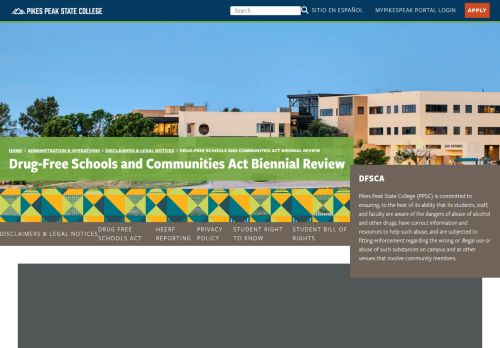 PIKES PEAK STATE COLLEGE
Search
SITIO EN ESPAÑOL
MYPIKESPEAK PORTAL LOGIN
APPLY
HOME > ADMINISTRATION & OPERATIONS > DISCLAIMERS & LEGAL NOTICES > DRUG-FREE SCHOOLS AND COMMUNITIES ACT BIENNIAL REVIEW
Drug-Free Schools and Communities Act Biennial Review
DISCLAIMERS & LEGAL NOTICES
DRUG FREE
SCHOOLS ACT
HEERF
REPORTING
PRIVACY
POLICY
STUDENT RIGHT
TO KNOW
STUDENT BILL OF
RIGHTS
DFSCA
Pikes Peak State College (PPSC) is committed to
ensuring, to the best of its ability that its students, staff,
and faculty are aware of the dangers of abuse of alcohol
and other drugs, have correct information and
resources to help such abuse, and are subjected to
fitting enforcement regarding the wrong or illegal use or
abuse of such substances on campus and at other
venues that involve community members.